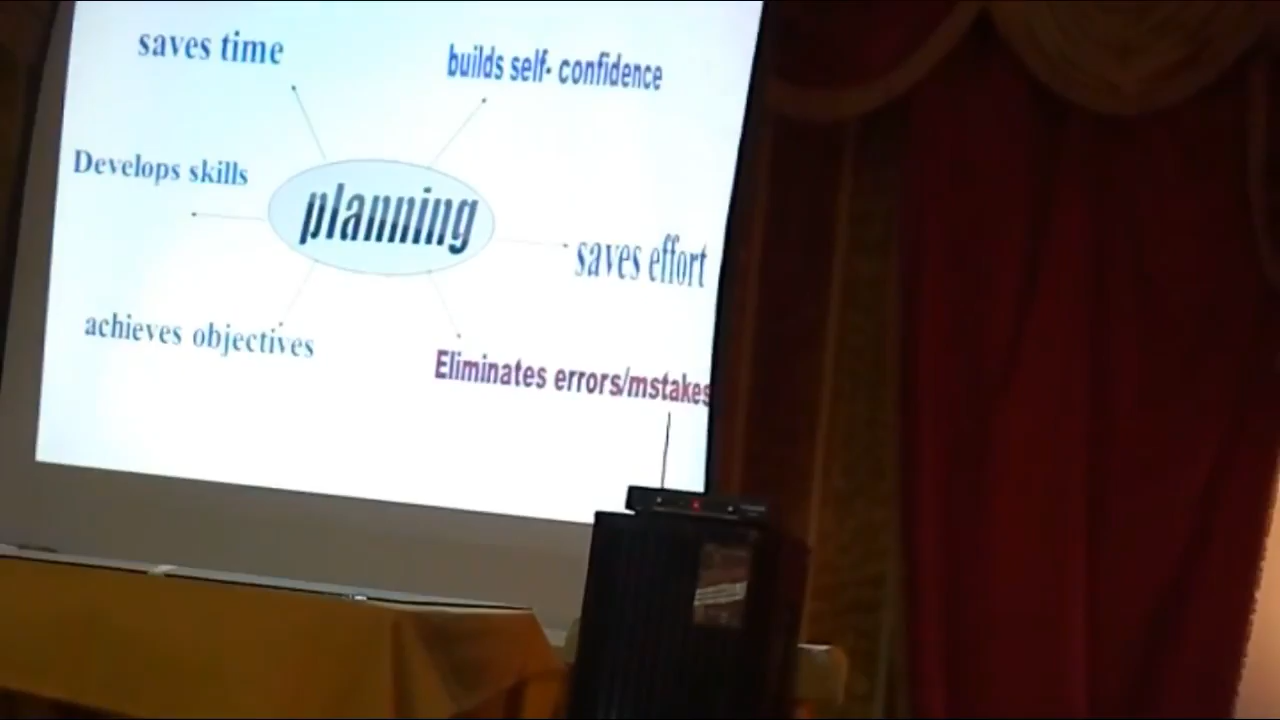 saves time
builds self- confidence
Develops skills
planning
saves effort
achieves objectives
Eliminates errors/mstakes